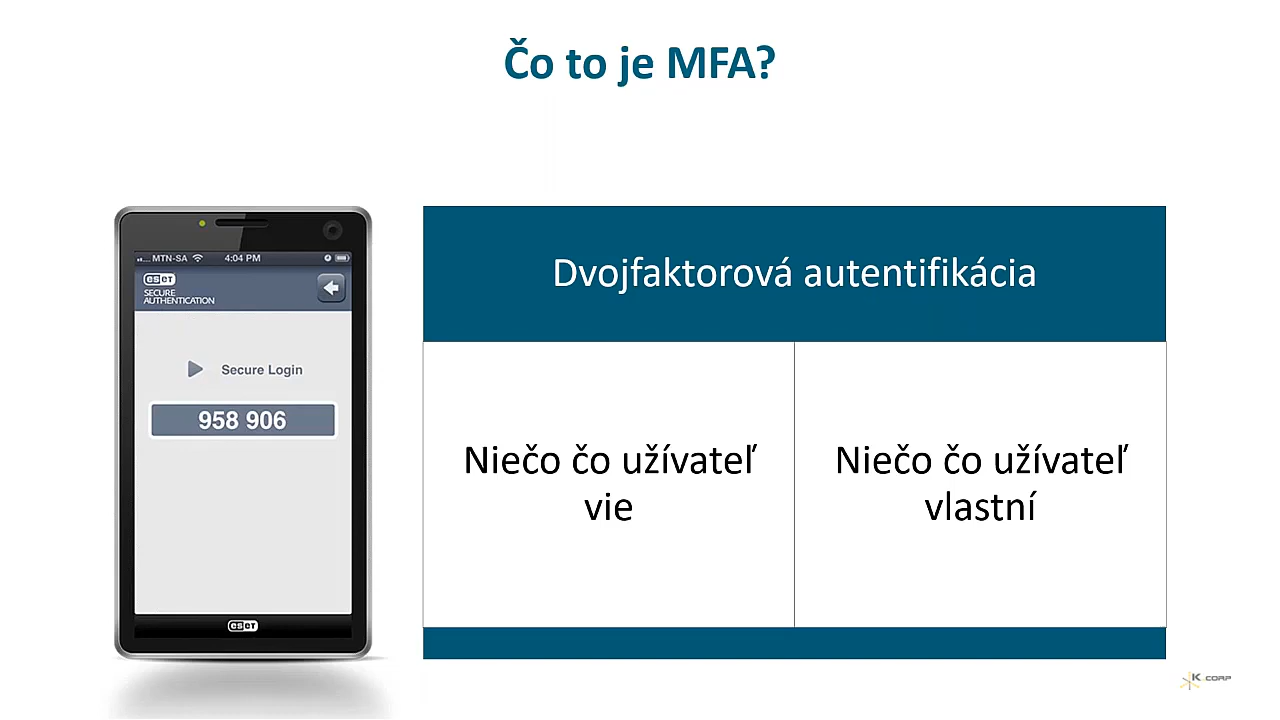 Čo to je MFA?
MTN-SA 3:04 PM
eseT
SECURE
AUTHENTICATION
Secure Login
958 906
eseT
Dvojfaktorová autentifikácia
Niečo čo užívateľ
vie
Niečo čo užívateľ
vlastní
K CORP